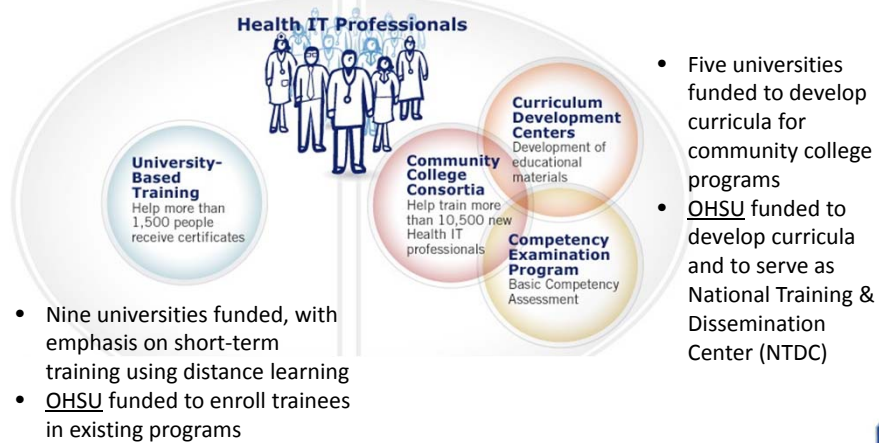 Health IT Professionals
University-
Based
Training
Help more than
1,500 people
receive certificates
Community
College
Consortia
Help train more
than 10,500 new
Health IT
professionals
Curriculum
Development
Centers
Development of
educational
materials
Competency
Examination
Program
Basic Competency
Assessment
• Nine universities funded, with
emphasis on short-term
training using distance learning
• OHSU funded to enroll trainees
in existing programs
• Five universities
funded to develop
curricula for
community college
programs
• OHSU funded to
develop curricula
and to serve as
National Training &
Dissemination
Center (NTDC)